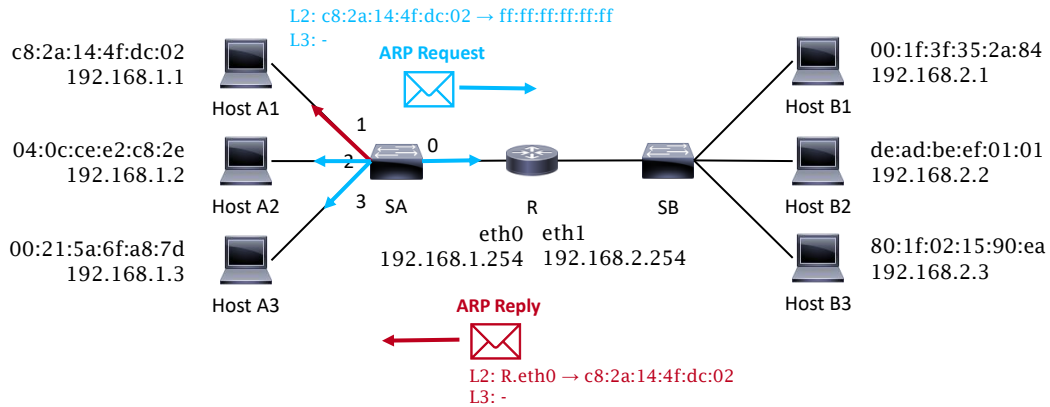 L2: c8:2a:14:4f:dc:02 → ff:ff:ff:ff:ff:ff
L3: -
ARP Request
c8:2a:14:4f:dc:02
192.168.1.1
Host A1
00:1f:3f:35:2a:84
192.168.2.1
Host B1
1
04:0c:ce:e2:c8:2e
192.168.1.2
Host A2
2
0
3
SA
R
SB
de:ad:be:ef:01:01
192.168.2.2
Host B2
eth0 eth1
192.168.1.254 192.168.2.254
00:21:5a:6f:a8:7d
192.168.1.3
Host A3
80:1f:02:15:90:ea
192.168.2.3
Host B3
ARP Reply
L2: R.eth0 → c8:2a:14:4f:dc:02
L3: -